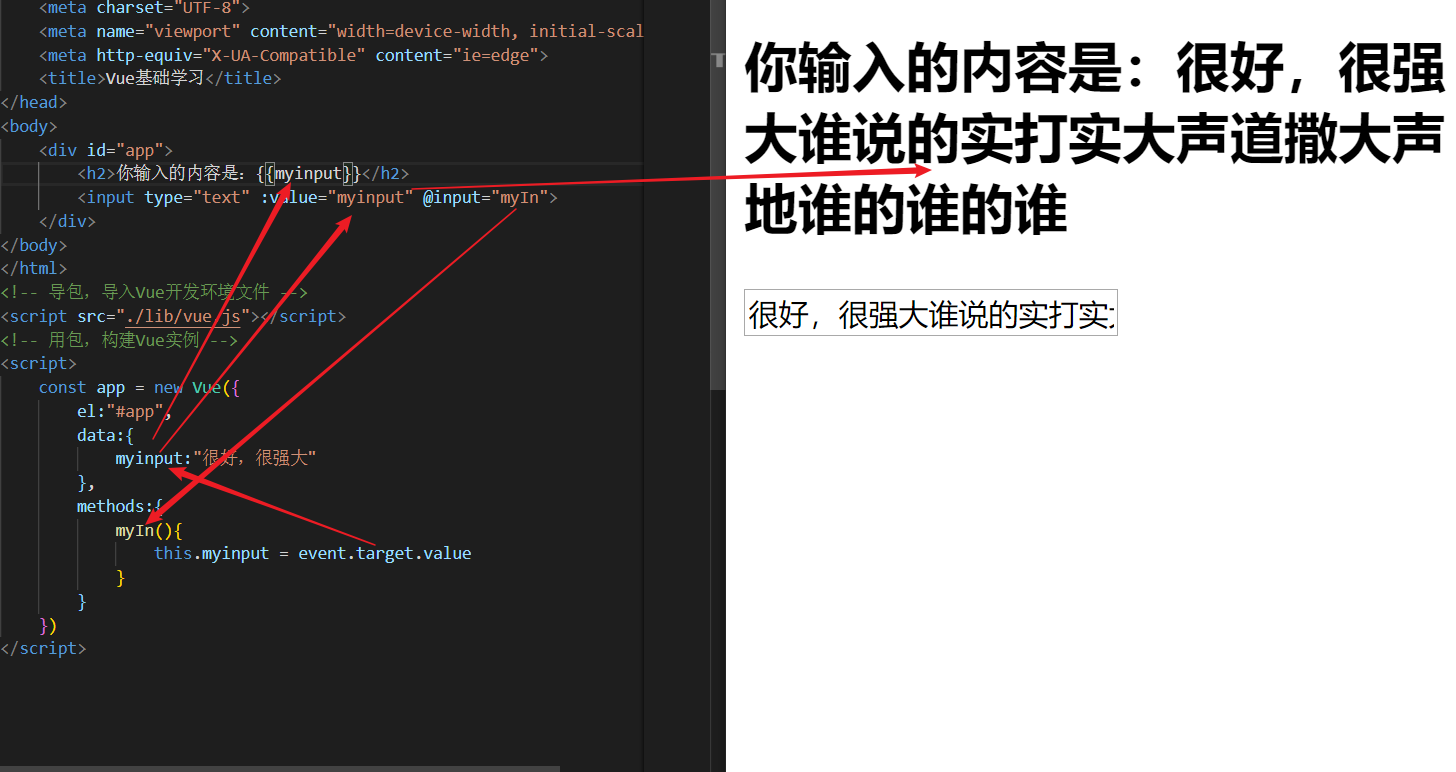 <meta charset="UTF-8">
<meta name="viewport" content="width=device-width, initial-scal
<meta http-equiv="X-UA-Compatible" content="ie=edge">
<title>Vue基础学习</title>
</head>
<body>
<div id="app">
<h2>你输入的内容是：{{myinput}}</h2>
<input type="text" :value="myinput" @input="myIn">
</div>
</body>
</html>
<!-- 导包，导入Vue开发环境文件 -->
<script src="./lib/vue.js"></script>
<!-- 用包，构建Vue实例 -->
<script>
const app = new Vue({
el:"#app",
data:{
myinput:"很好，很强大"
},
methods:{
myIn(){
this.myinput = event.target.value
}
}
})
</script>
你输入的内容是：很好，很强
大谁说的实打实大声道撒大声
地谁的谁的谁
很好，很强大谁说的实打实